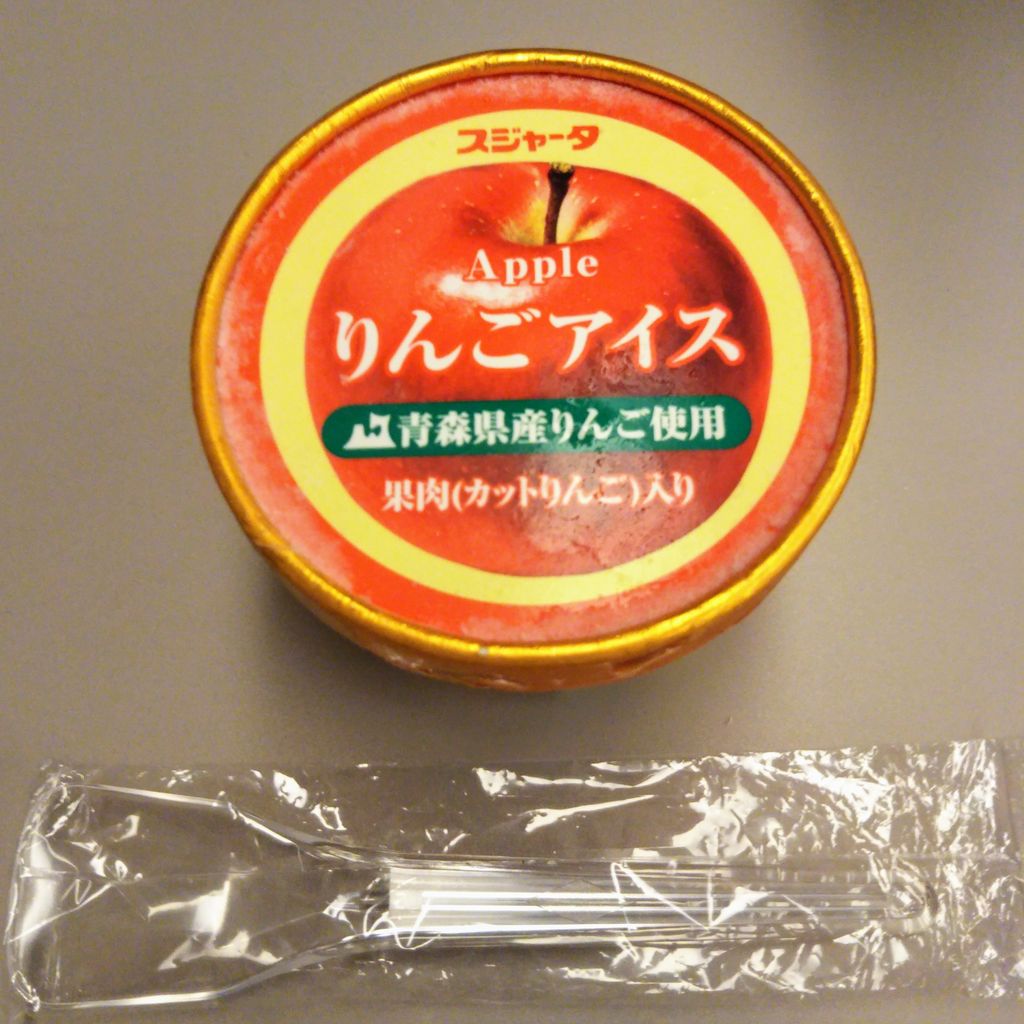 スジャータ
Apple
りんごアイス
青森県産りんご使用
果肉(カットりんご)入り